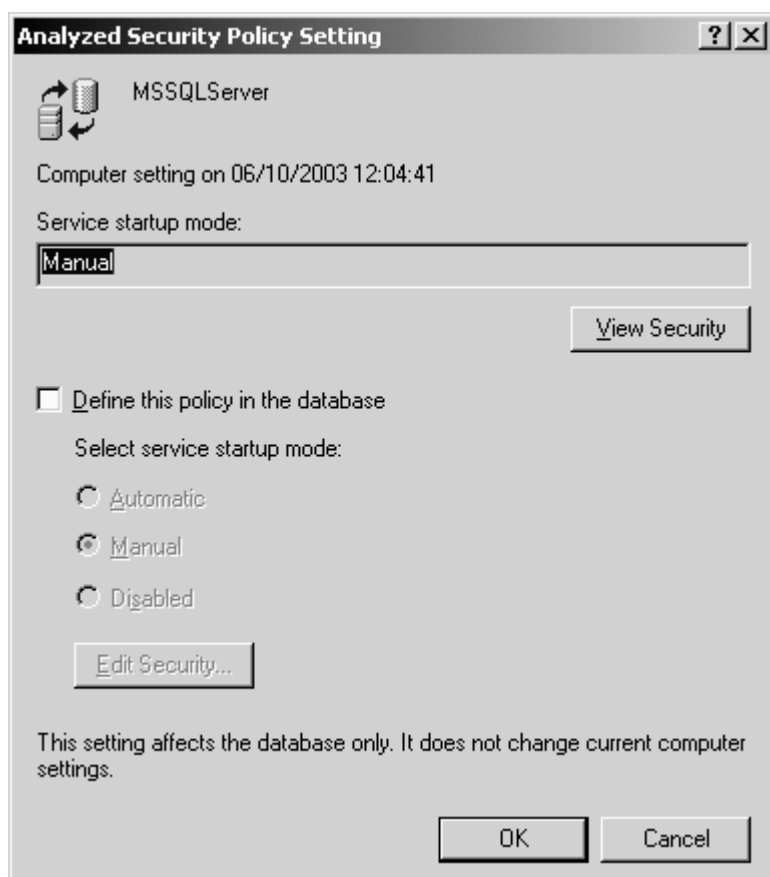 Analyzed Security Policy Setting
MSSQLServer
Computer setting on 06/10/2003 12:04:41
Service startup mode:
Manual
View Security
Define this policy in the database
Select service startup mode:
Automatic
Manual
Disabled
Edit Security...
This setting affects the database only. It does not change current computer
settings.
OK Cancel